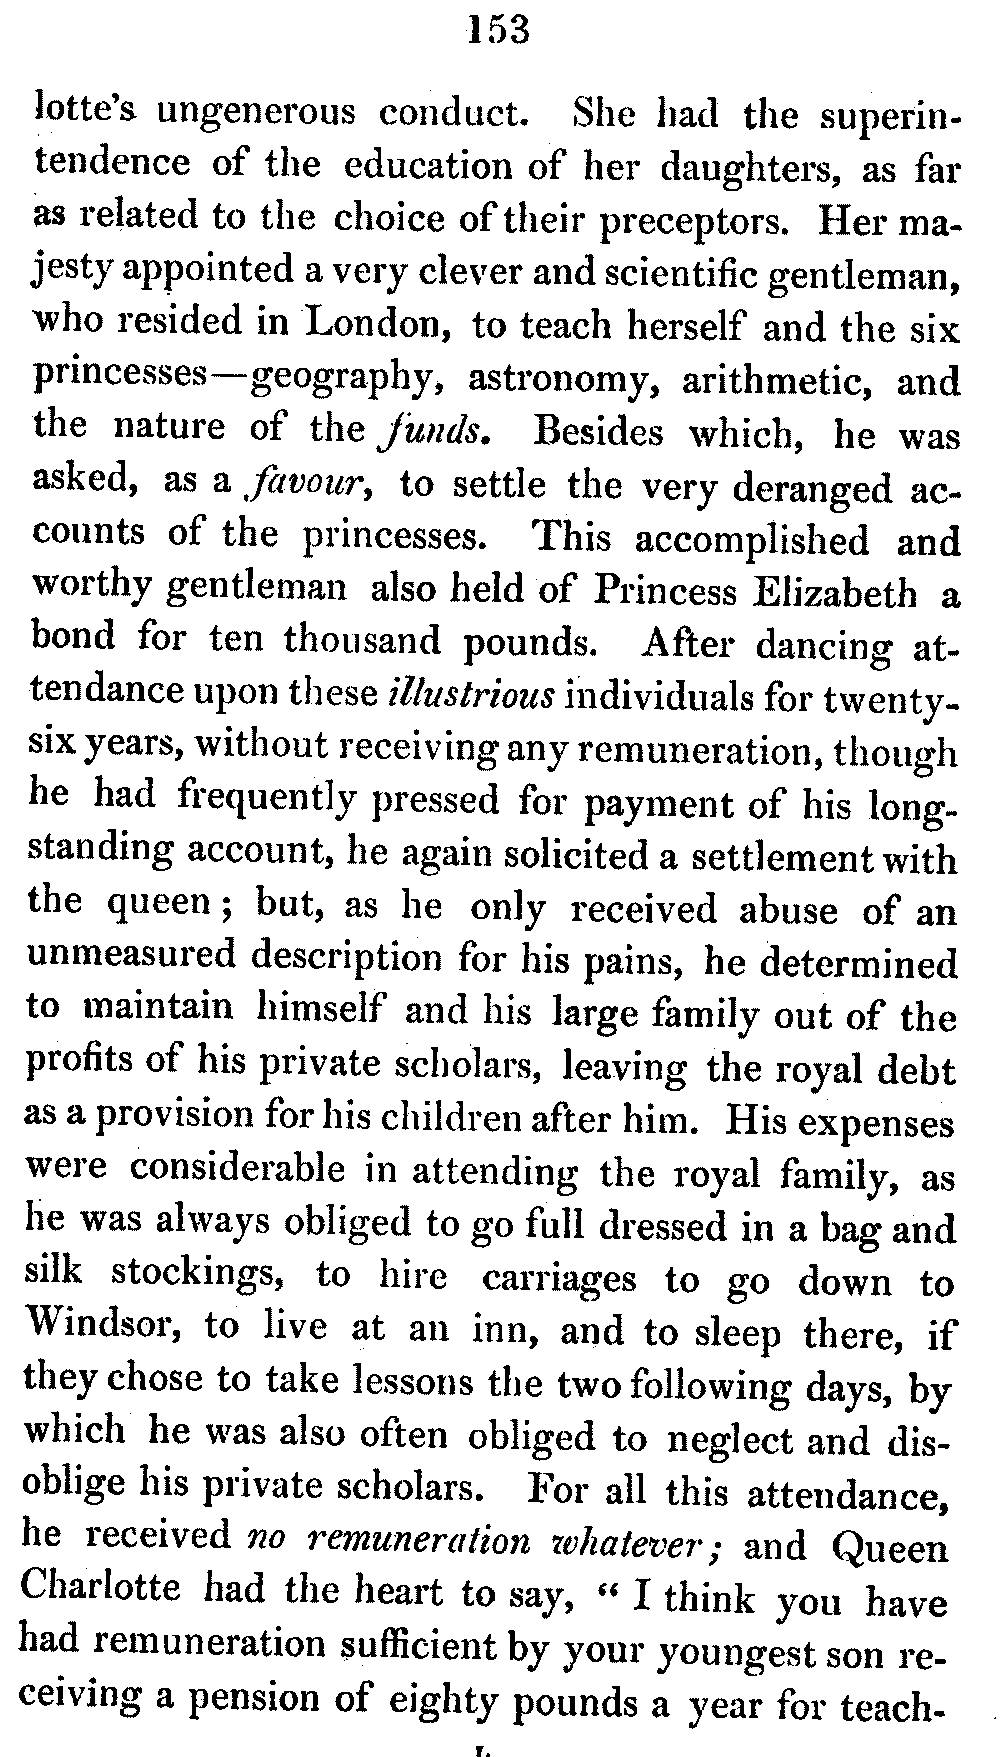 153
lotte's ungenerous conduct. She had the superin-
tendence of the education of her daughters, as far
as related to the choice of their preceptors. Her ma-
jesty appointed a very clever and scientific gentleman,
who resided in London, to teach herself and the six
princesses—geography, astronomy, arithmetic, and
the nature of the funds. Besides which, he was
asked, as a favour, to settle the very deranged ac-
counts of the princesses. This accomplished and
worthy gentleman also held of Princess Elizabeth a
bond for ten thousand pounds. After dancing at-
tendance upon these illustrious individuals for twenty-
six years, without receiving any remuneration, though
he had frequently pressed for payment of his long-
standing account, he again solicited a settlement with
the queen; but, as he only received abuse of an
unmeasured description for his pains, he determined
to maintain himself and his large family out of the
profits of his private scholars, leaving the royal debt
as a provision for his children after him. His expenses
were considerable in attending the royal family, as
he was always obliged to go full dressed in a bag and
silk stockings, to hire carriages to go down to
Windsor, to live at an inn, and to sleep there, if
they chose to take lessons the two following days, by
which he was also often obliged to neglect and dis-
oblige his private scholars. For all this attendance,
he received no remuneration whatever; and Queen
Charlotte had the heart to say, “ I think you have
had remuneration sufficient by your youngest son re-
ceiving a pension of eighty pounds a year for teach-